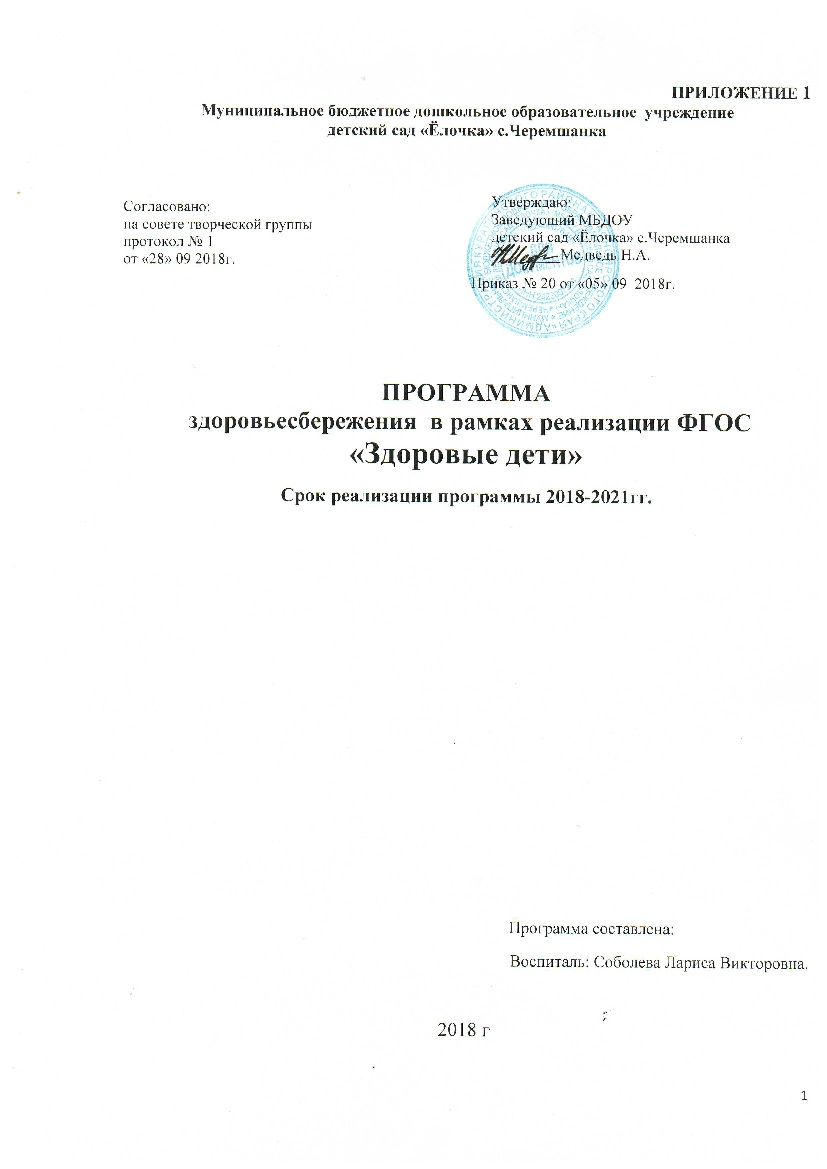 ПРИЛОЖЕНИЕ 1
Муниципальное бюджетное дошкольное образовательное учреждение
детский сад «Ёлочка» с.Черемшанка
Согласовано:
на совете творческой группы
протокол № 1
от «28» 09 2018г.
Утверждаю:
Заведующий МБДОУ
детский сад «Ёлочка» с.Черемшанка
Медведь Н.А.
Приказ № 20 от «05» 09 2018г.
ПРОГРАММА
здоровьесбережения в рамках реализации ФГОС
«Здоровые дети»
Срок реализации программы 2018-2021гг.
Программа составлена:
Воспиталь: Соболева Лариса Викторовна.
2018 г
1